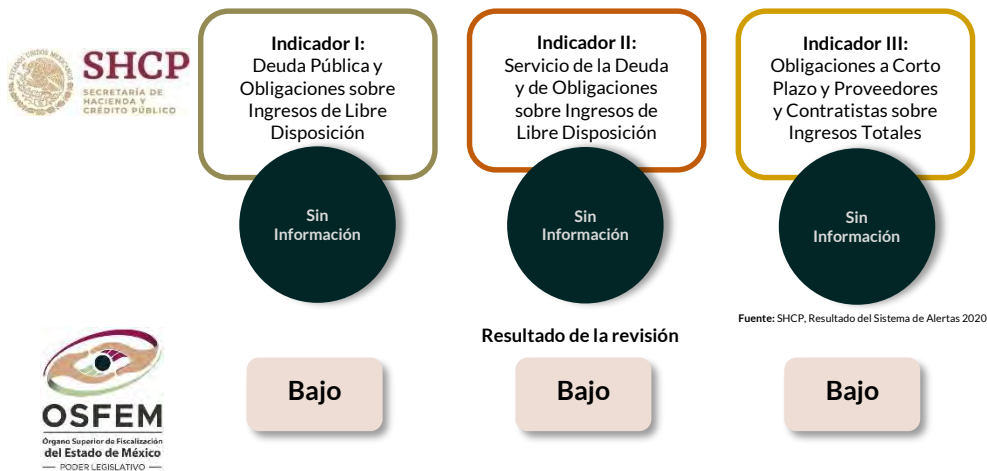 SHCP
SECRETARÍA DE
HACIENDA Y
CRÉDITO PÚBLICO
Indicador I:
Deuda Pública y
Obligaciones sobre
Ingresos de Libre
Disposición
Sin
Información
Indicador II:
Servicio de la Deuda
y de Obligaciones
sobre Ingresos de
Libre Disposición
Sin
Información
Indicador III:
Obligaciones a Corto
Plazo y Proveedores
y Contratistas sobre
Ingresos Totales
Sin
Información
Fuente: SHCP, Resultado del Sistema de Alertas 2020
Resultado de la revisión
OSFEM
Órgano Superior de Fiscalización
del Estado de México
PODER LEGISLATIVO
Bajo
Bajo
Bajo